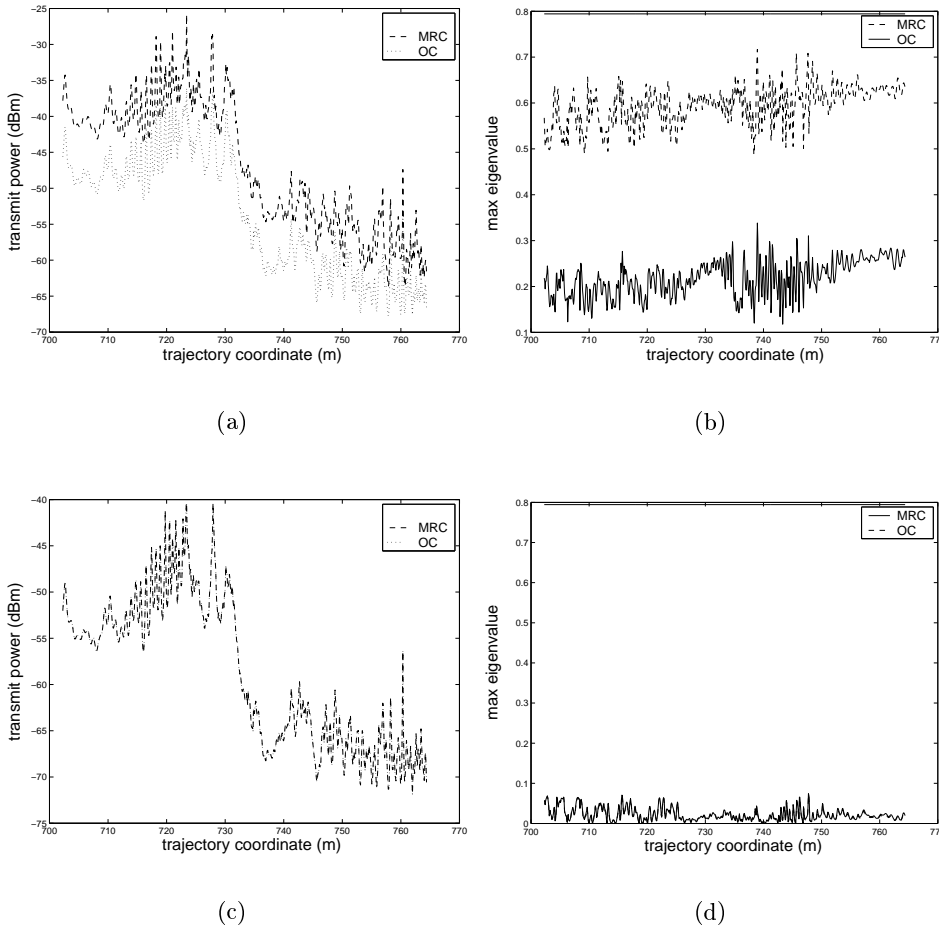 −25
−30
−35
−40
−45
−50
−55
−60
−65
−70
transmit power (dBm)
MRC
OC
700 710 720 730 740 750 760 770
trajectory coordinate (m)
(a)
0.8
0.7
0.6
0.5
0.4
0.3
0.2
0.1
max eigenvalue
MRC
OC
700 710 720 730 740 750 760 77
trajectory coordinate (m)
(b)
−40
−45
−50
−55
−60
−65
−70
−75
transmit power (dBm)
MRC
OC
700 710 720 730 740 750 760 770
trajectory coordinate (m)
(c)
0.8
0.7
0.6
0.5
0.4
0.3
0.2
0.1
0
max eigenvalue
MRC
OC
700 710 720 730 740 750 760 77
trajectory coordinate (m)
(d)